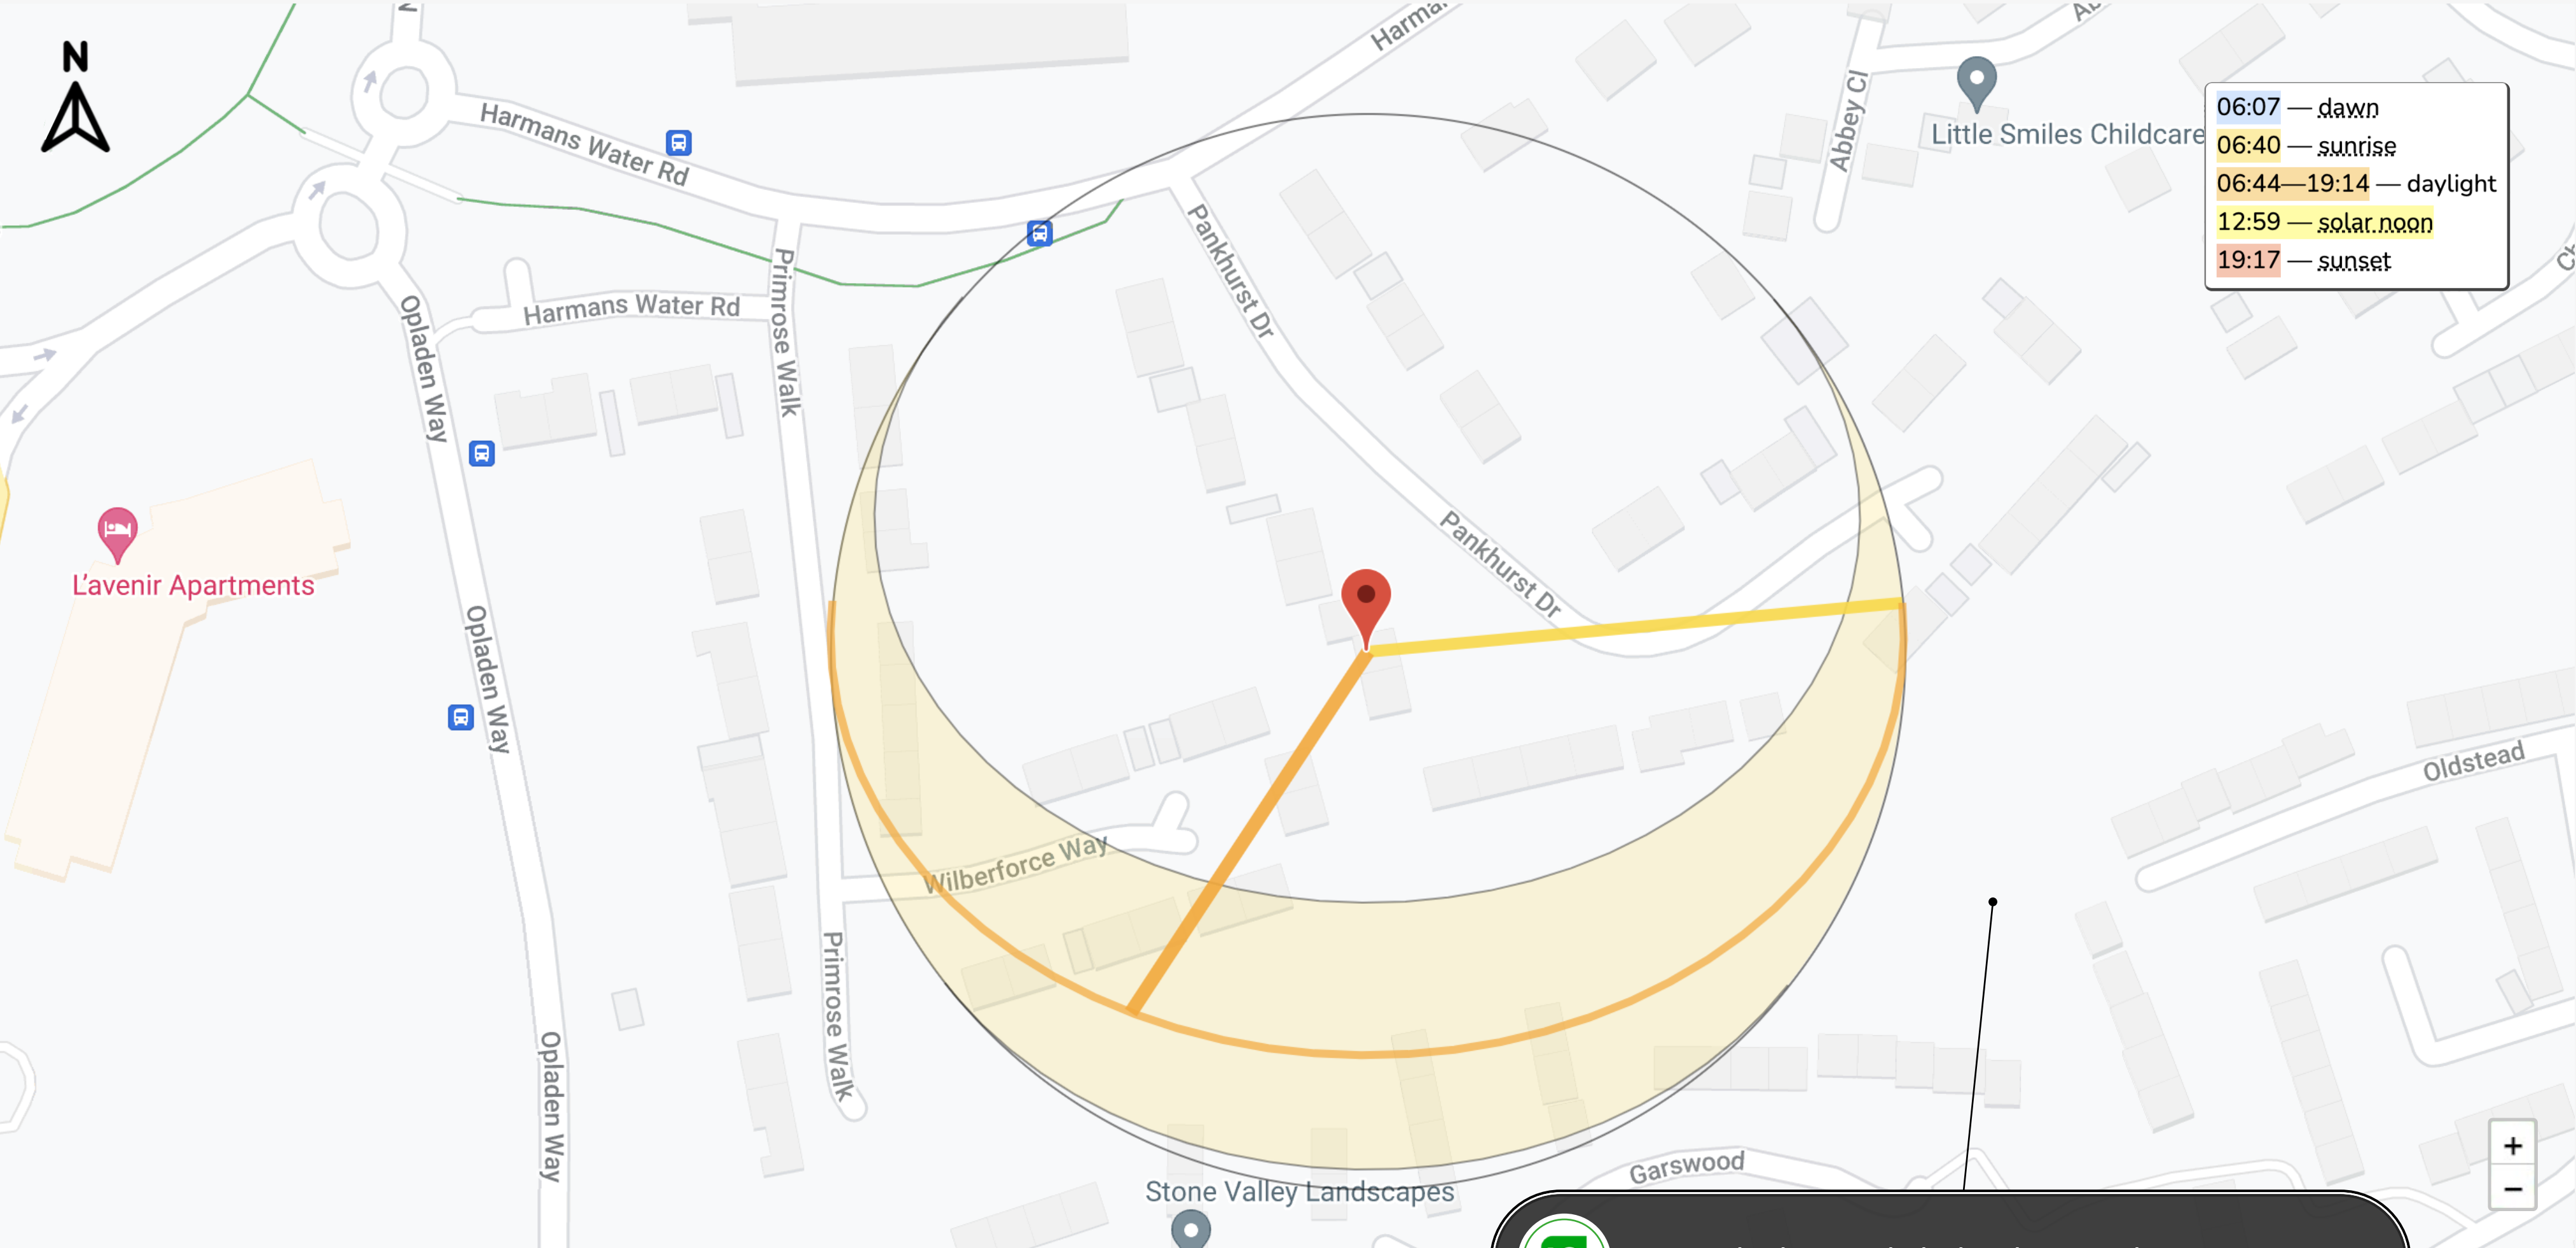 N
Harmans Water Rd
Abbey Cl
Little Smiles Childcare
06:07 — dawn
06:40 — sunrise
06:44—19:14 — daylight
12:59 — solar noon
19:17 — sunset
Pankhurst Dr
Primrose Walk
Harmans Water Rd
Opladen Way
L'avenir Apartments
Pankhurst Dr
Opladen Way
Oldstead
Wilberforce Way
Primrose Walk
Opladen Way
Garswood
Stone Valley Landscapes
+
−